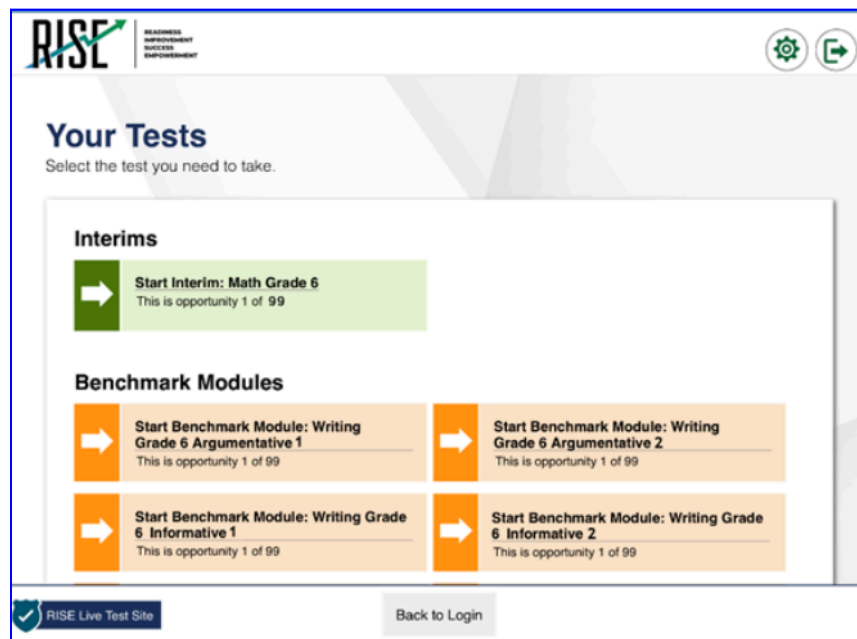 RISE
READINESS
IMPROVEMENT
SUCCESS
EMPOWERMENT
Your Tests
Select the test you need to take.
Interims
Start Interim: Math Grade 6
This is opportunity 1 of 99
Benchmark Modules
Start Benchmark Module: Writing
Grade 6 Argumentative 1
This is opportunity 1 of 99
Start Benchmark Module: Writing
Grade 6 Argumentative 2
This is opportunity 1 of 99
Start Benchmark Module: Writing Grade
6 Informative 1
This is opportunity 1 of 99
Start Benchmark Module: Writing Grade
6 Informative 2
This is opportunity 1 of 99
RISE Live Test Site
Back to Login